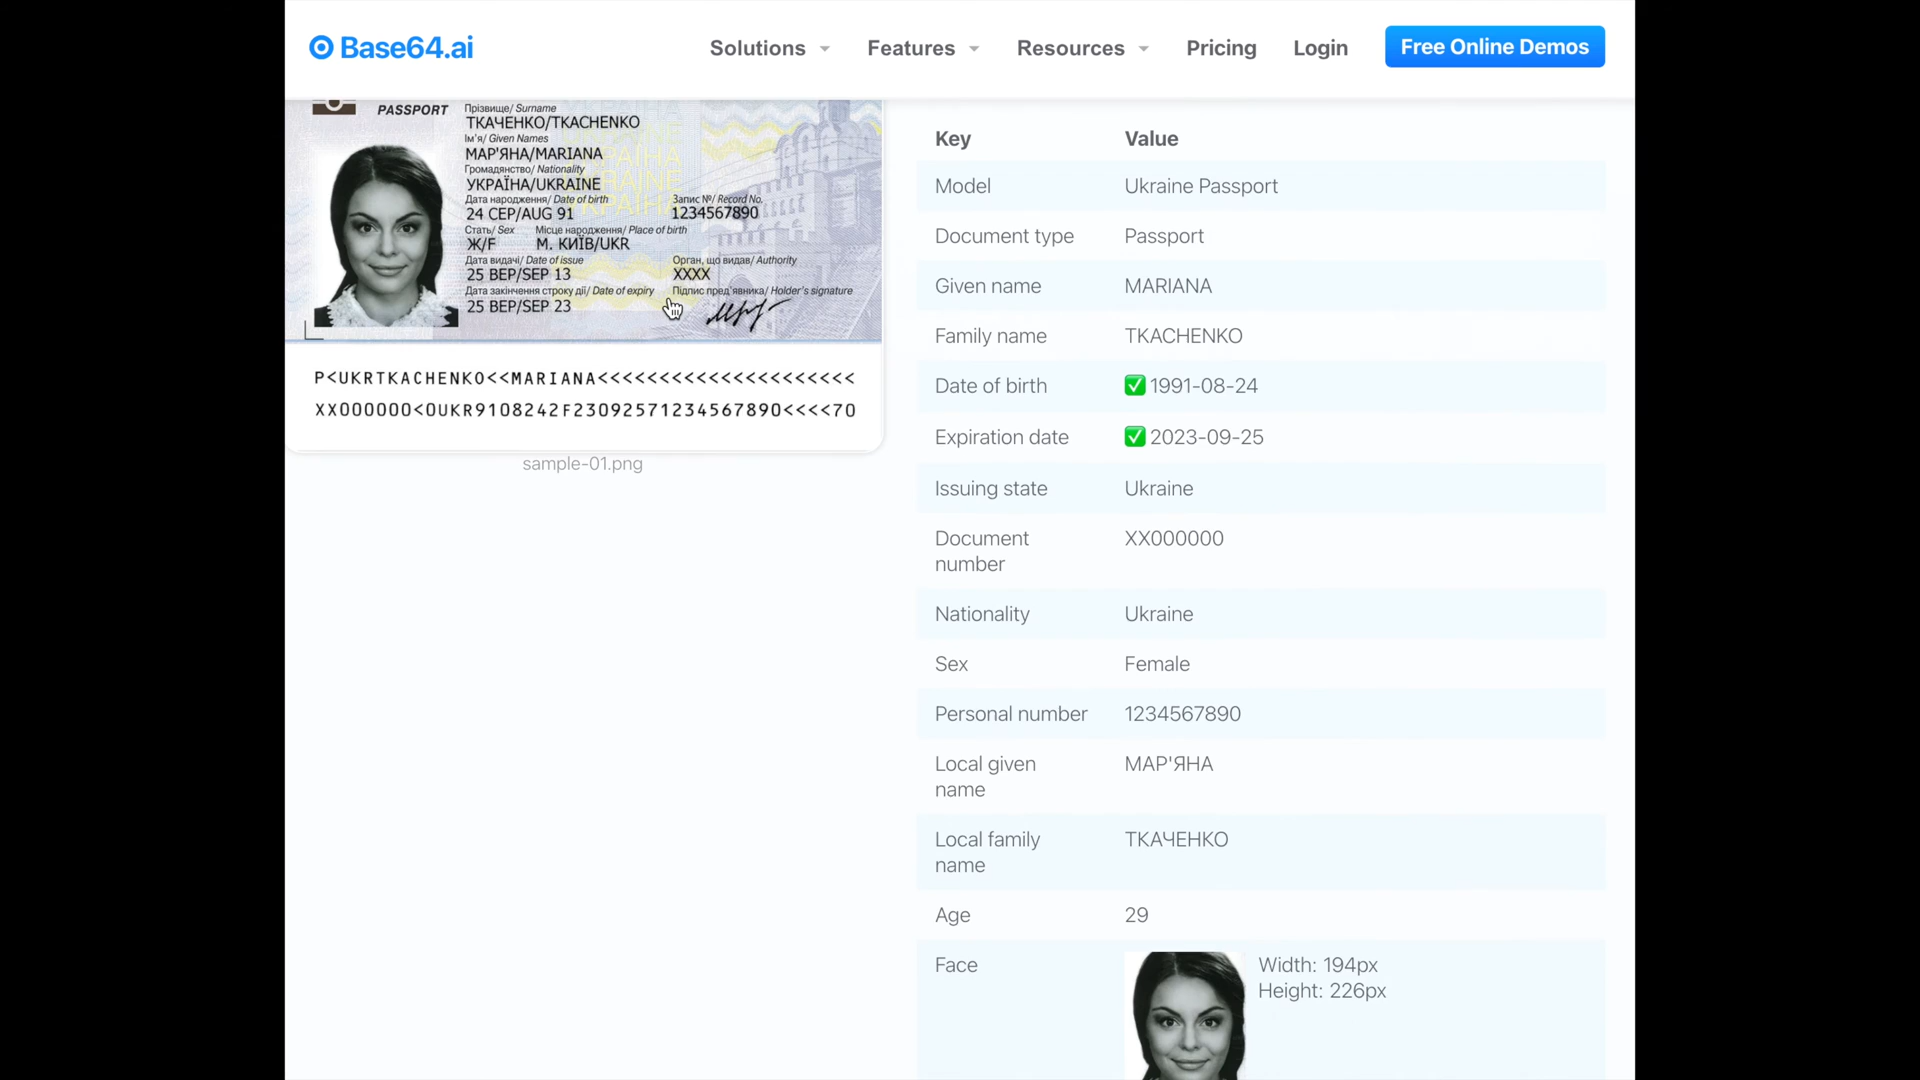 Base64.ai
Solutions
Features
Resources
Pricing
Login
Free Online Demos
PASSPORT
Прізвище/ Surname
ТКАЧЕНКО/TKACHENKO
Ім'я/ Given Names
МАР'ЯНА/MARIANA
Громадянство/ Nationality
УКРАЇНА/UKRAINE
Дата народження/ Date of birth
Запис №/ Record No.
24 СЕР/AUG 91
1234567890
Стать/ Sex
Місце народження/ Place of birth
Ж/F
М. КИЇВ/UKR
Дата видачі/ Date of issue
Орган, що видав/ Authority
25 ВЕР/SEP 13
XXXX
Дата закінчення строку дії/ Date of expiry
Підпис пред'явника/ Holder's signature
25 ВЕР/SEP 23
P<UKRTKACHENKO<<MARIANA<<<<<<<<<<<<<<<<<<<<<
XX000000<0UKR9108242F23092571234567890<<<<70
sample-01.png
Key
Value
Model
Ukraine Passport
Document type
Passport
Given name
MARIANA
Family name
TKACHENKO
Date of birth
✅ 1991-08-24
Expiration date
✅ 2023-09-25
Issuing state
Ukraine
Document
number
XX000000
Nationality
Ukraine
Sex
Female
Personal number
1234567890
Local given
name
МАР'ЯНА
Local family
name
ТКАЧЕНКО
Age
29
Face
Width: 194px
Height: 226px